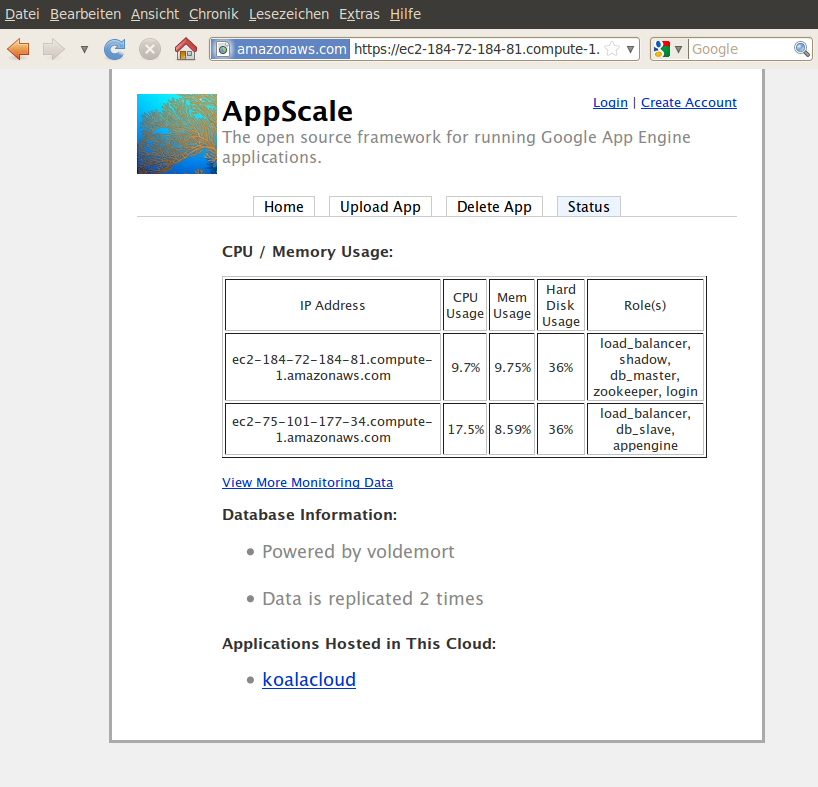 Datei Bearbeiten Ansicht Chronik Lesezeichen Extras Hilfe
amazonaws.com https://ec2-184-72-184-81.compute-1. Google
Login | Create Account
AppScale
The open source framework for running Google App Engine
applications.
Home Upload App Delete App Status
CPU / Memory Usage:
IP Address
CPU
Usage
Mem
Usage
Hard
Disk
Usage
Role(s)
ec2-184-72-184-81.compute-
1.amazonaws.com
9.7%
9.75%
36%
load_balancer,
shadow,
db_master,
zookeeper, login
ec2-75-101-177-34.compute-
1.amazonaws.com
17.5%
8.59%
36%
load_balancer,
db_slave,
appengine
View More Monitoring Data
Database Information:
Powered by voldemort
Data is replicated 2 times
Applications Hosted in This Cloud:
koalacloud